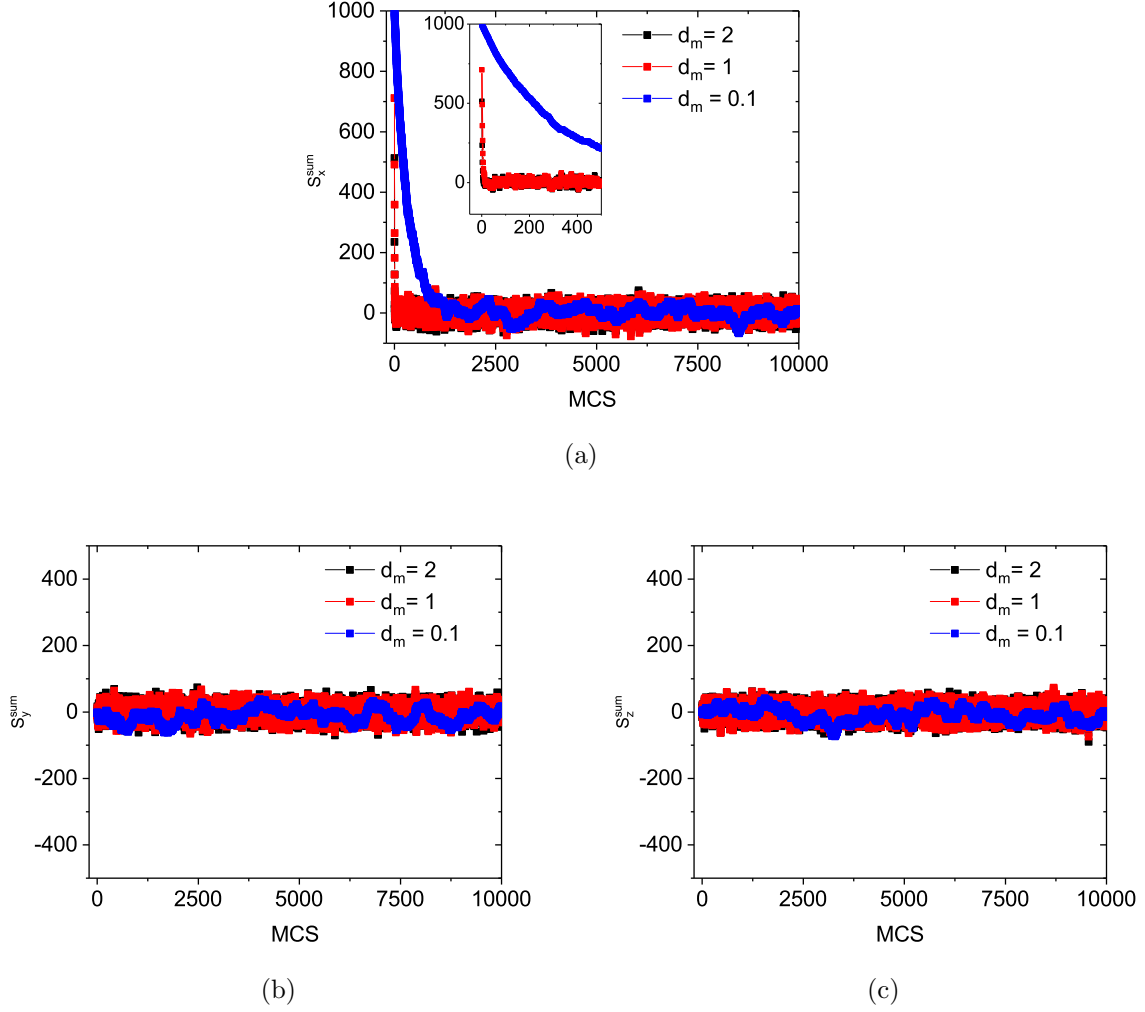 1000
800
600
400
200
0
S_x^sum
0
2500
5000
7500
10000
MCS
1000
500
0
0
200
400
d_m = 2
d_m = 1
d_m = 0.1
(a)
400
200
0
-200
-400
S_y^sum
0
2500
5000
7500
10000
MCS
d_m= 2
d_m= 1
d_m = 0.1
(b)
400
200
0
-200
-400
S_z^sum
0
2500
5000
7500
10000
MCS
d_m= 2
d_m= 1
d_m = 0.1
(c)